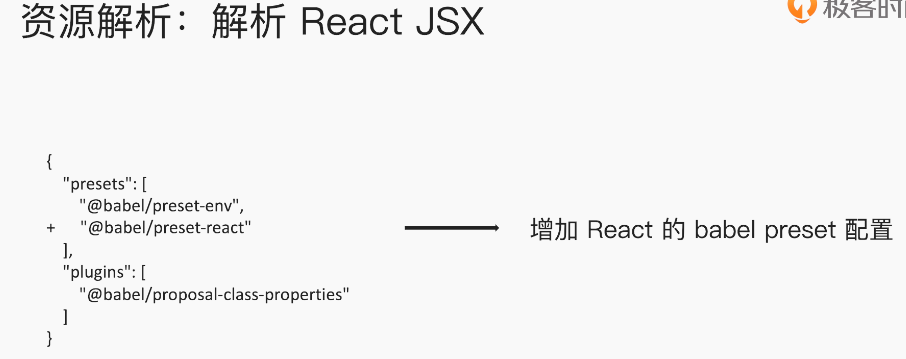 资源解析：解析 React JSX
极客时间
{
"presets": [
"@babel/preset-env",
+ "@babel/preset-react"
],
"plugins": [
"@babel/proposal-class-properties"
]
}
增加 React 的 babel preset 配置